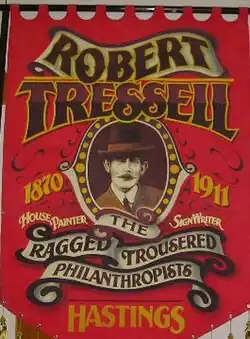 ROBERT
TRESSELL
1870 1911
HOUSE PAINTER SIGN WRITER
THE
RAGGED TROUSERED
PHILANTHROPISTS
HASTINGS